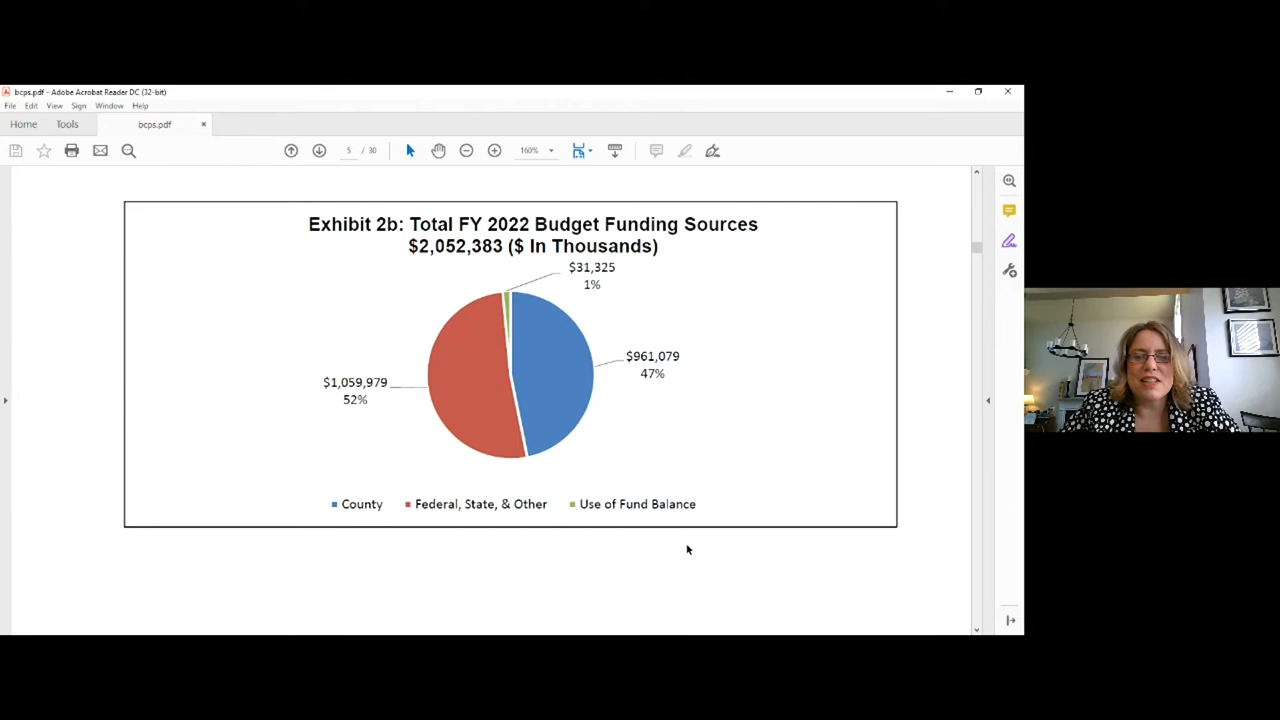 bcps.pdf - Adobe Acrobat Reader DC (32-bit)
File Edit View Sign Window Help
Home Tools bcps.pdf
5 / 30 160%
Exhibit 2b: Total FY 2022 Budget Funding Sources
$2,052,383 ($ In Thousands)
$31,325
1%
$961,079
47%
$1,059,979
52%
County Federal, State, & Other Use of Fund Balance